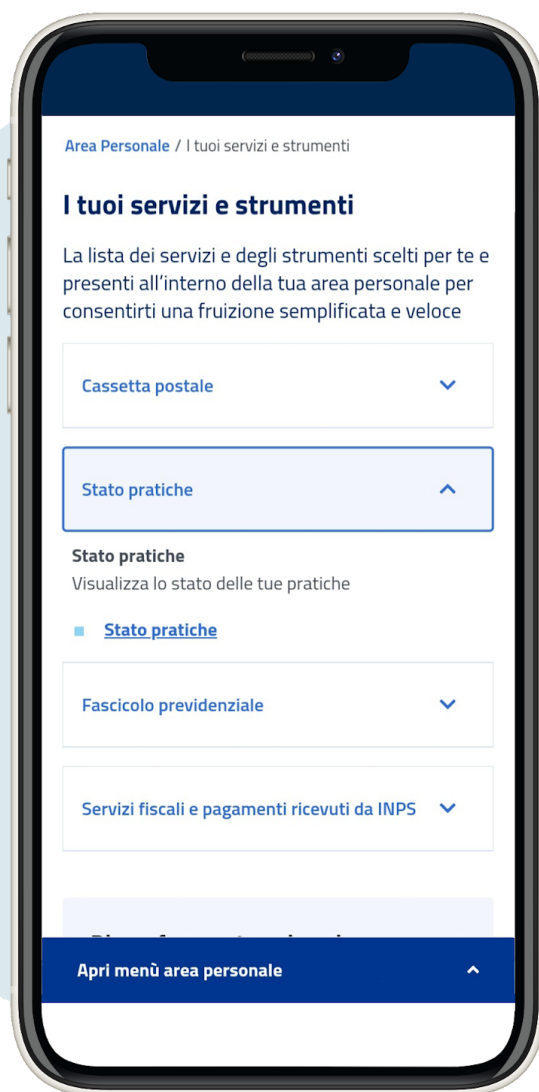 Area Personale / I tuoi servizi e strumenti
I tuoi servizi e strumenti
La lista dei servizi e degli strumenti scelti per te e
presenti all'interno della tua area personale per
consentirti una fruizione semplificata e veloce
Cassetta postale
Stato pratiche
Stato pratiche
Visualizza lo stato delle tue pratiche
Stato pratiche
Fascicolo previdenziale
Servizi fiscali e pagamenti ricevuti da INPS
Apri menù area personale